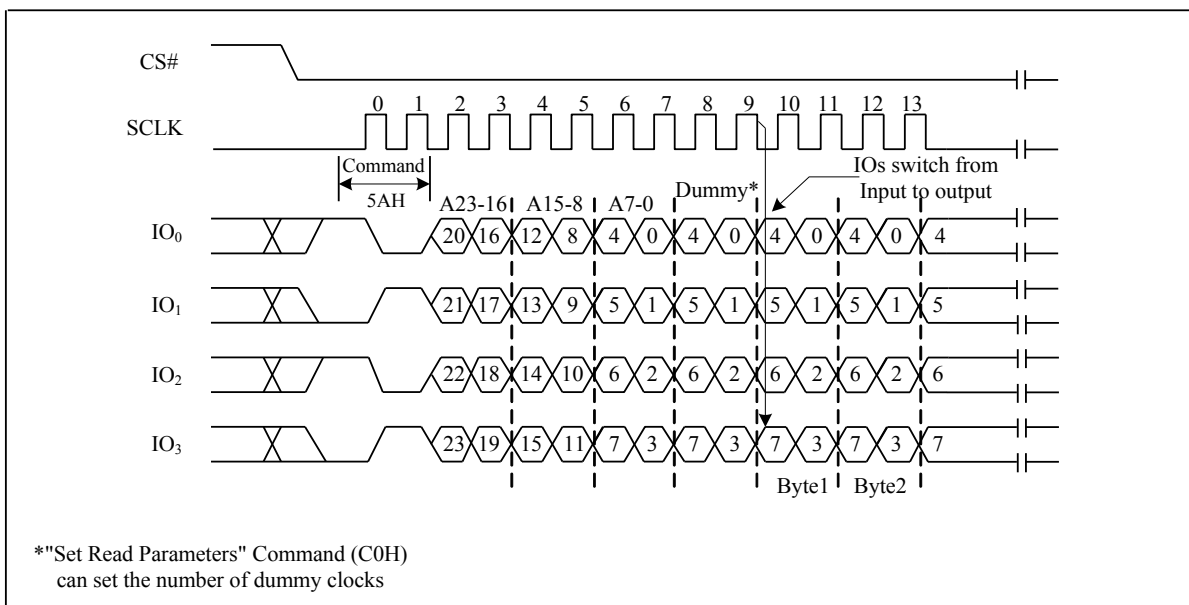 CS#
0 1 2 3 4 5 6 7 8 9 10 11 12 13
SCLK
Command
5AH
IOs switch from
Input to output
A23-16 A15-8 A7-0 Dummy*
IO0 20 16 12 8 4 0 4 0 4 0 4 0 4
IO1 21 17 13 9 5 1 5 1 5 1 5 1 5
IO2 22 18 14 10 6 2 6 2 6 2 6 2 6
IO3 23 19 15 11 7 3 7 3 7 3 7 3 7
Byte1 Byte2
*"Set Read Parameters" Command (C0H)
can set the number of dummy clocks